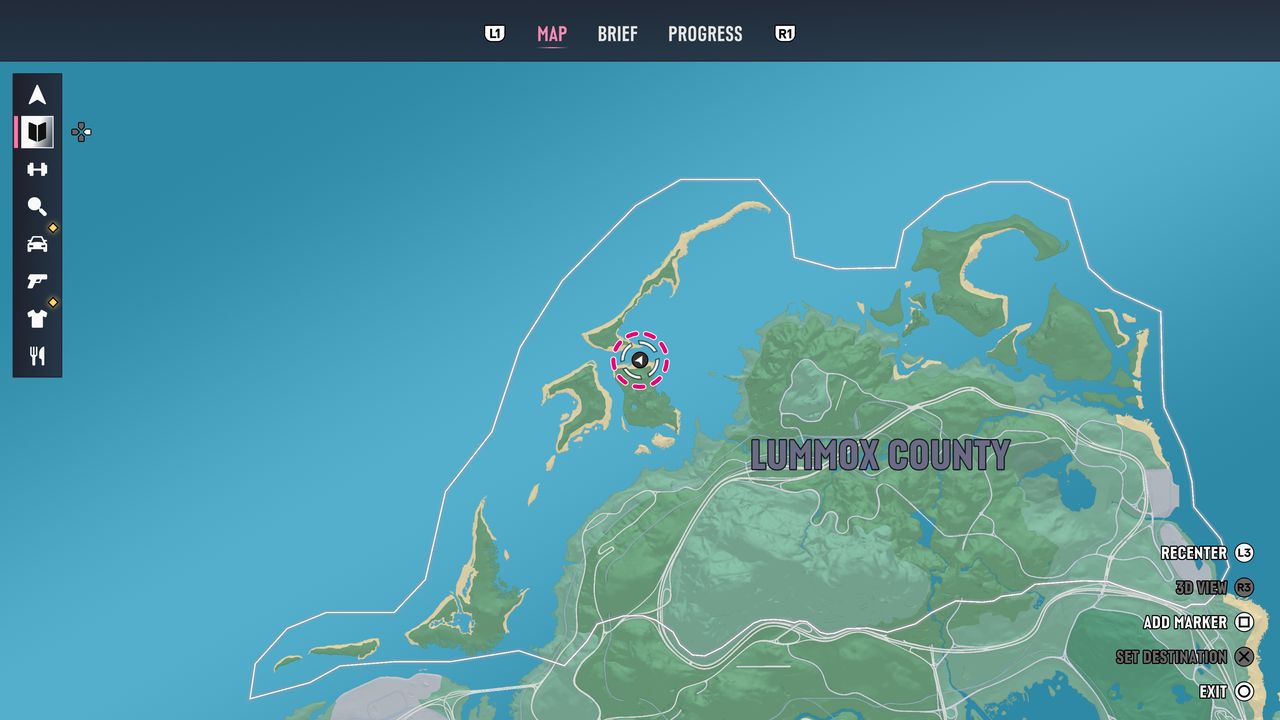 L1 MAP BRIEF PROGRESS R1
LUMMOX COUNTY
RECENTER L3
3D VIEW R3
ADD MARKER
SET DESTINATION
EXIT